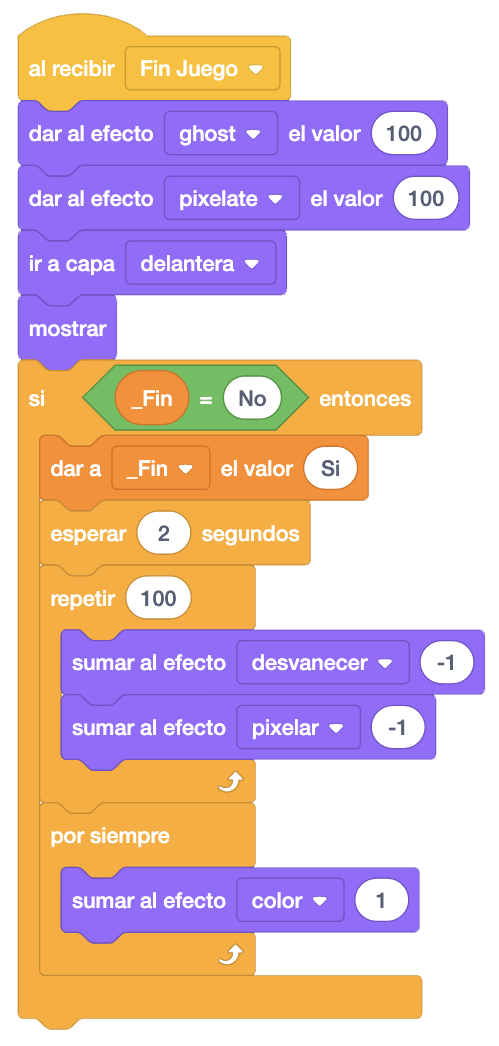 al recibir Fin Juego
dar al efecto ghost el valor 100
dar al efecto pixelate el valor 100
ir a capa delantera
mostrar
si _Fin = No entonces
dar a _Fin el valor Si
esperar 2 segundos
repetir 100
sumar al efecto desvanecer -1
sumar al efecto pixelar -1
por siempre
sumar al efecto color 1